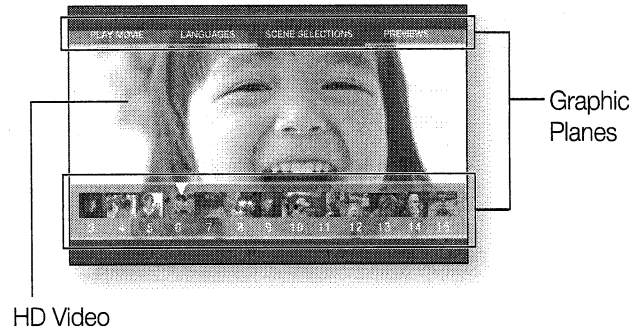 PLAY MOVIE LANGUAGES SCENE SELECTIONS PREVIEWS
Graphic
Planes
3 4 5 6 7 8 9 10 11 12 13 14 15
HD Video